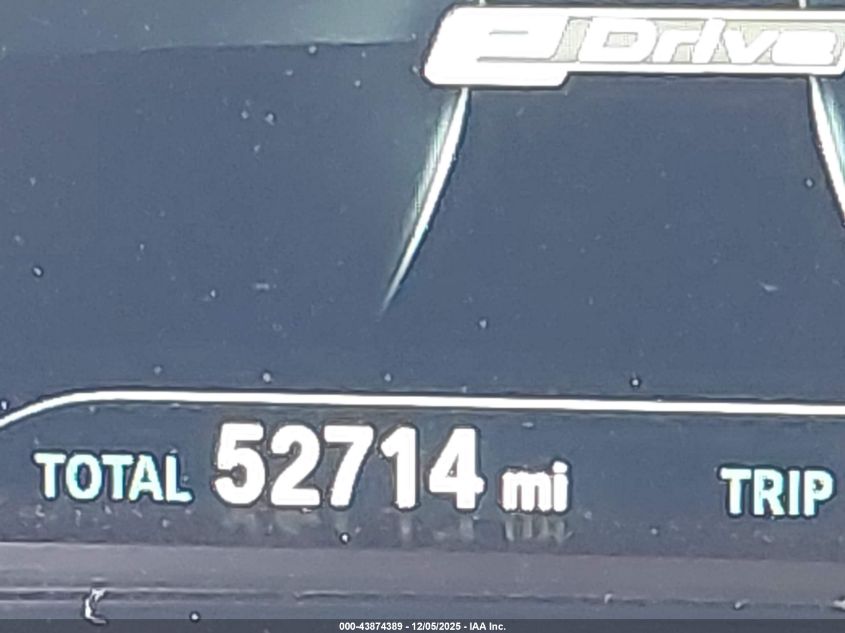 eDrive
TOTAL 52714 mi TRIP
000-43874389 - 12/05/2025 - IAA Inc.